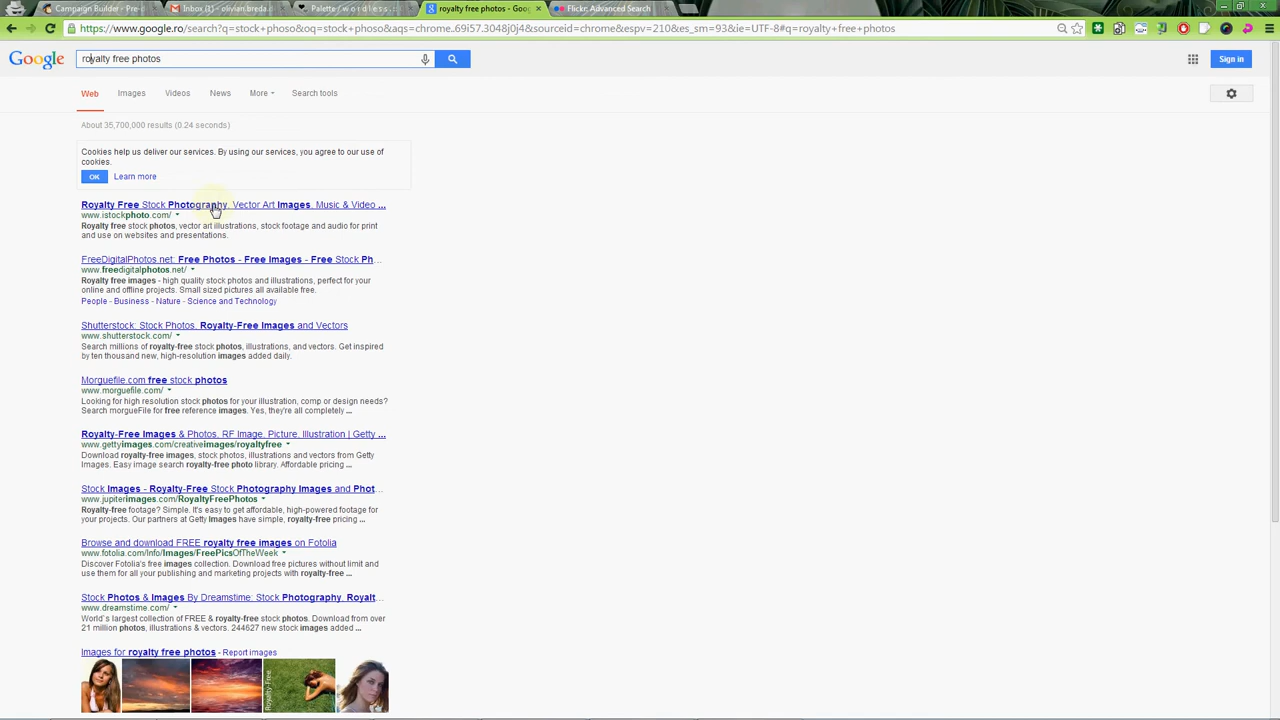 Campaign Builder - Pre-d
Inbox (1) - olivian.breda
Palette / w o r d l e s s
royalty free photos - Goo
Flickr: Advanced Search
https://www.google.ro/search?q=stock+phoso&oq=stock+phoso&aqs=chrome..69i57.3048j0j4&sourceid=chrome&espv=210&es_sm=93&ie=UTF-8#q=royalty+free+photos
Google
royalty free photos
Sign in
Web Images Videos News More Search tools
About 35,700,000 results (0.24 seconds)
Cookies help us deliver our services. By using our services, you agree to our use of
cookies.
OK Learn more
Royalty Free Stock Photography, Vector Art Images, Music & Video ...
www.istockphoto.com/
Royalty free stock photos, vector art illustrations, stock footage and audio for print
and use on websites and presentations.
FreeDigitalPhotos.net: Free Photos - Free Images - Free Stock Ph...
www.freedigitalphotos.net/
Royalty free images - high quality stock photos and illustrations, perfect for your
online and offline projects. Small sized pictures all available free.
People - Business - Nature - Science and Technology
Shutterstock: Stock Photos, Royalty-Free Images and Vectors
www.shutterstock.com/
Search millions of royalty-free stock photos, illustrations, and vectors. Get inspired
by ten thousand new, high-resolution images added daily.
Morguefile.com free stock photos
www.morguefile.com/
Looking for high resolution stock photos for your illustration, comp or design needs?
Search morgueFile for free reference images. Yes, they're all completely ...
Royalty-Free Images & Photos, RF Image, Picture, Illustration | Getty ...
www.gettyimages.com/creativeimages/royaltyfree
Download royalty-free images, stock photos, illustrations and vectors from Getty
Images. Easy image search royalty-free photo library. Affordable pricing ...
Stock Images - Royalty-Free Stock Photography Images and Phot...
www.jupiterimages.com/RoyaltyFreePhotos
Royalty-free footage? Simple. It's easy to get affordable, high-powered footage for
your projects. Our partners at Getty Images have simple, royalty-free pricing ...
Browse and download FREE royalty free images on Fotolia
www.fotolia.com/Info/Images/FreePicsOfTheWeek
Discover Fotolia's free images collection. Download free pictures without limit and
use them for all your publishing and marketing projects with royalty-free ...
Stock Photos & Images By Dreamstime: Stock Photography, Royalt...
www.dreamstime.com/
World`s largest collection of FREE & royalty-free stock photos. Download from over
21 million photos, illustrations & vectors. 244627 new stock images added ...
Images for royalty free photos - Report images
Royalty-Free